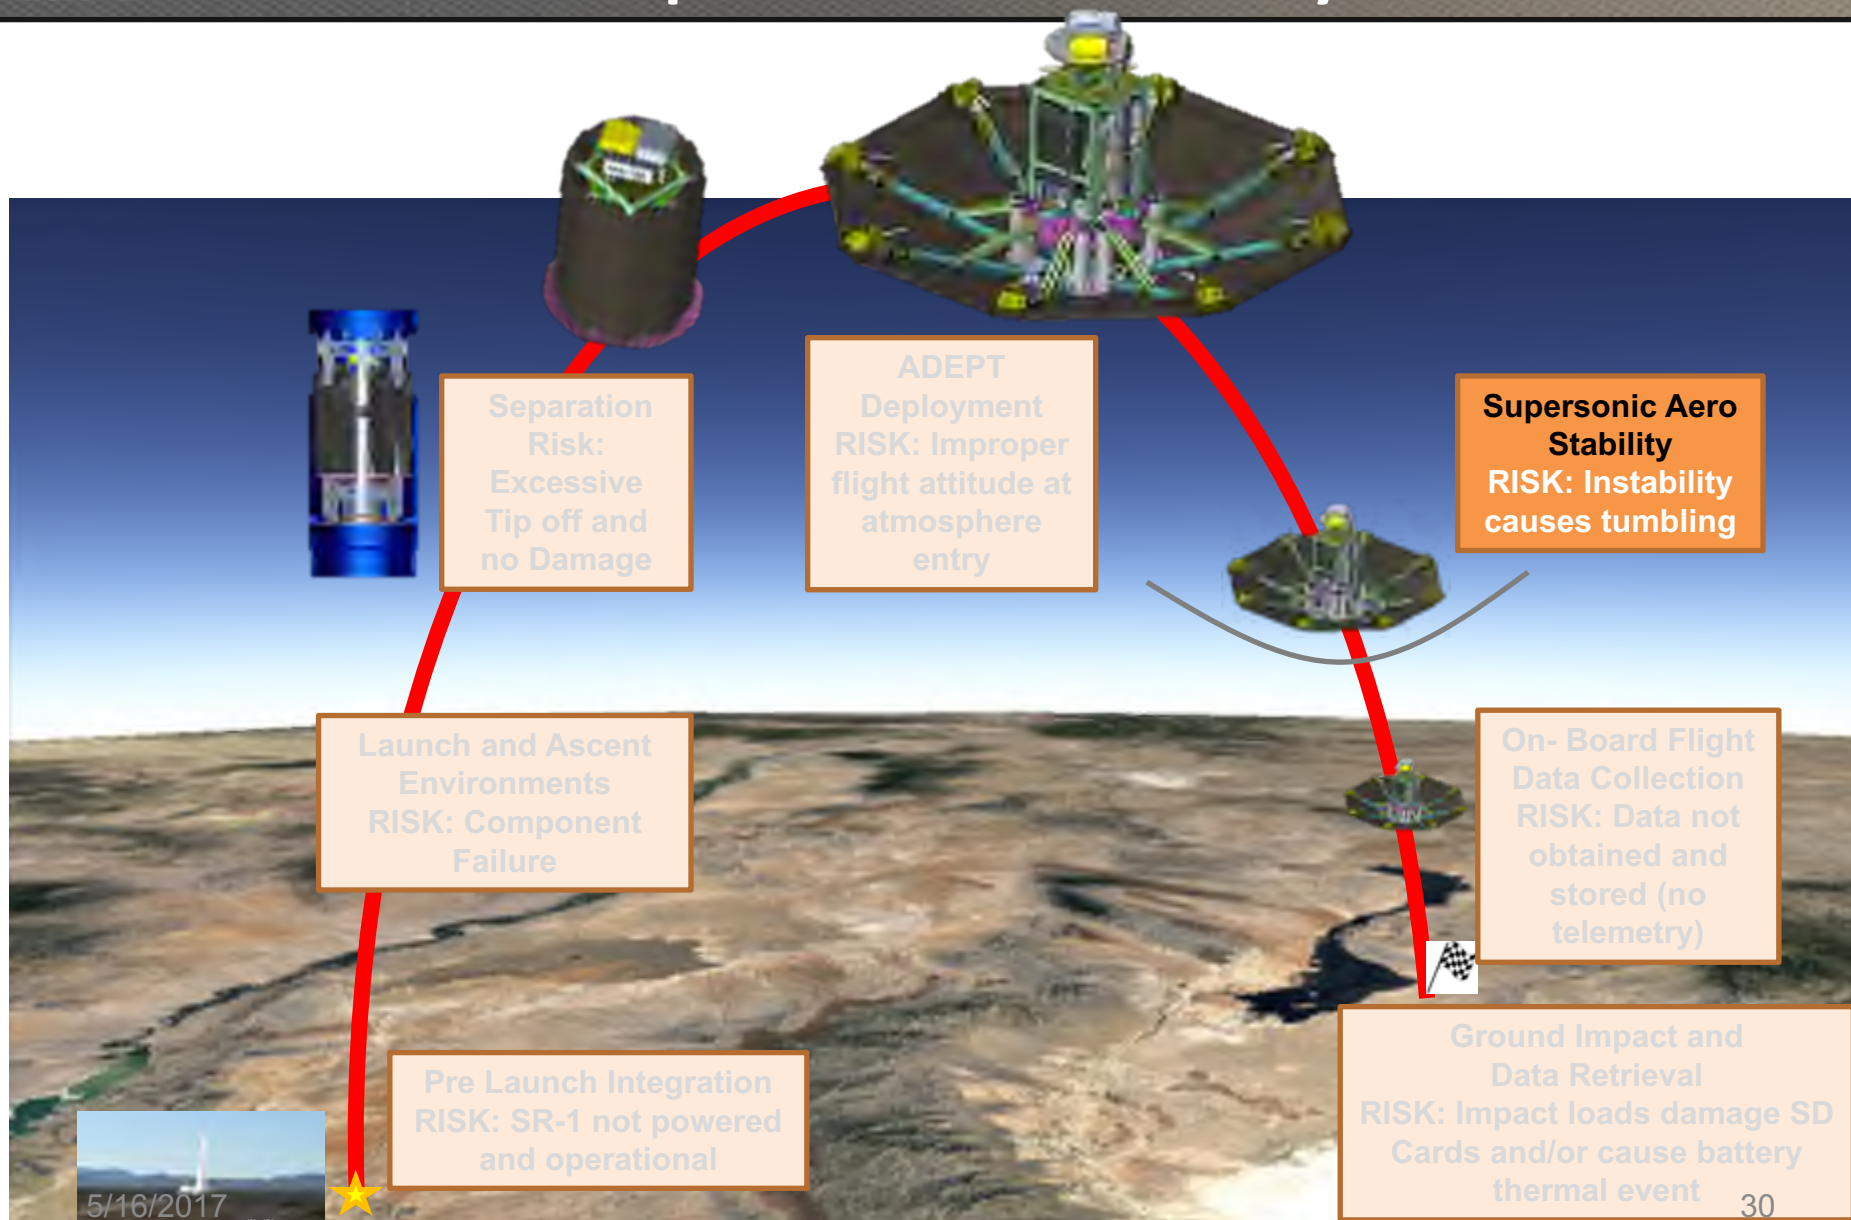 Separation
Risk:
Excessive
Tip off and
no Damage
ADEPT
Deployment
RISK: Improper
flight attitude at
atmosphere
entry
Supersonic Aero
Stability
RISK: Instability
causes tumbling
Launch and Ascent
Environments
RISK: Component
Failure
On- Board Flight
Data Collection
RISK: Data not
obtained and
stored (no
telemetry)
Pre Launch Integration
RISK: SR-1 not powered
and operational
Ground Impact and
Data Retrieval
RISK: Impact loads damage SD
Cards and/or cause battery
thermal event
5/16/2017
30